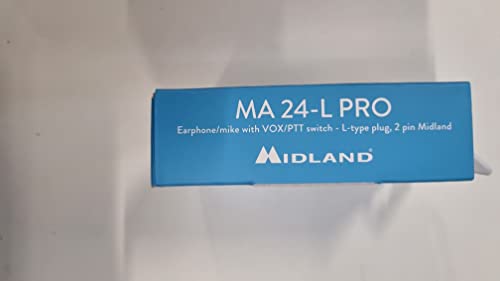 MA 24-L PRO
Earphone/mike with VOX/PTT switch - L-type plug, 2 pin Midland
MIDLAND®